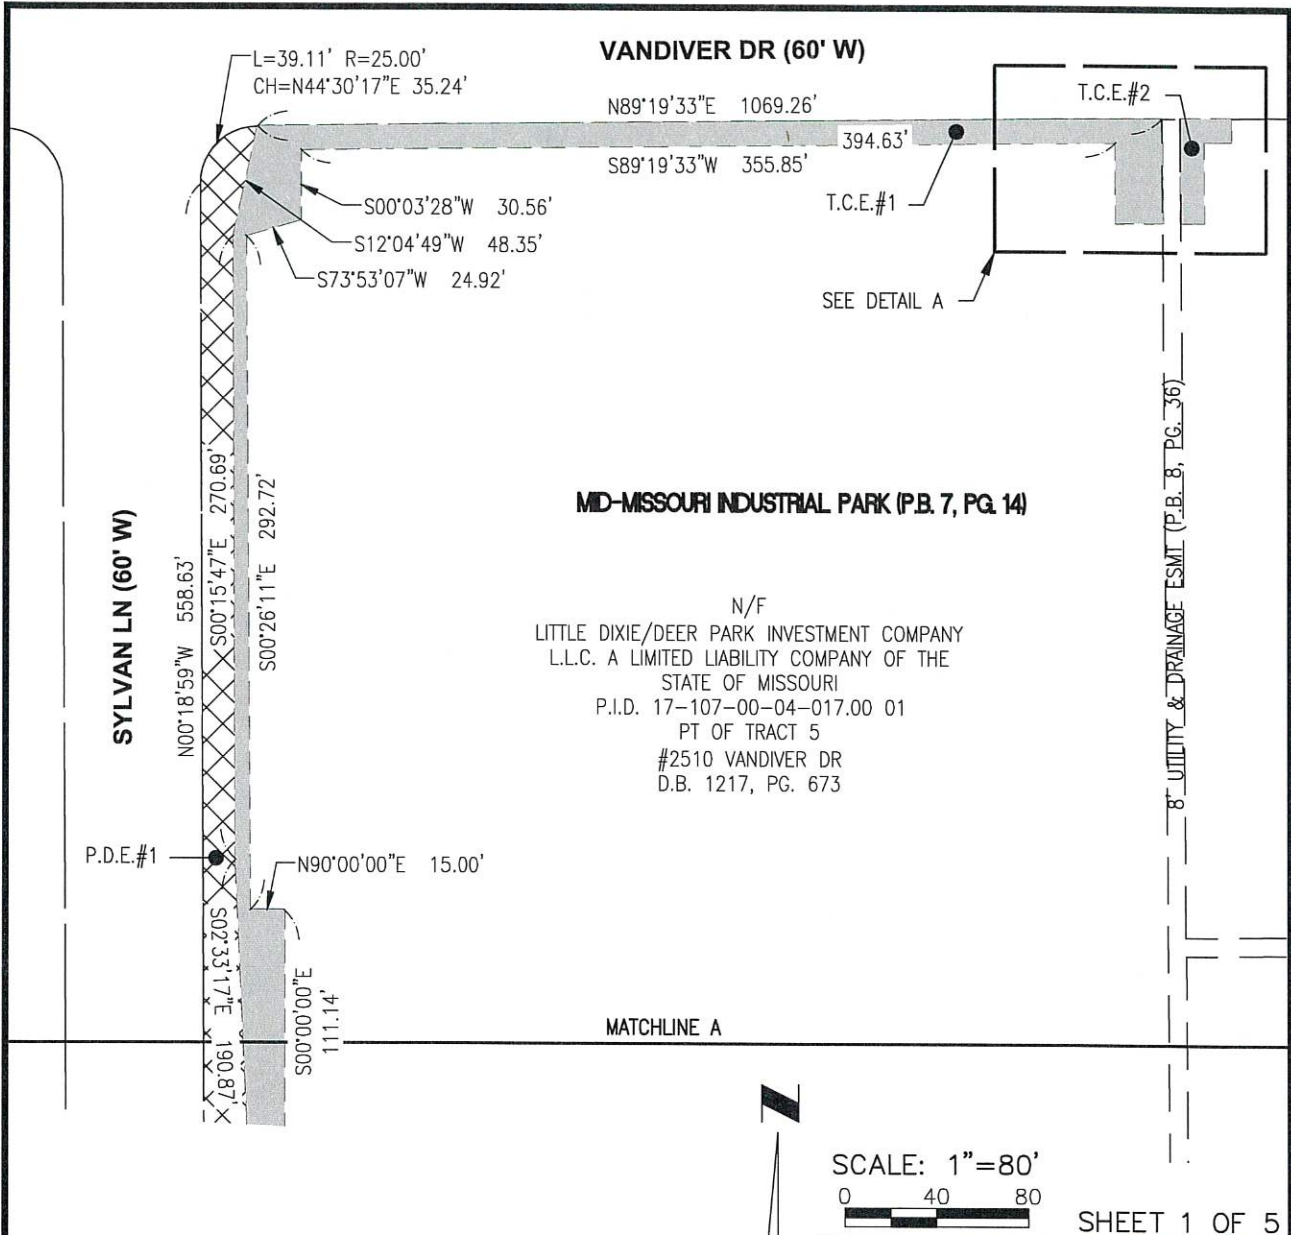 VANDIVER DR (60' W)
L=39.11' R=25.00'
CH=N44°30'17"E 35.24'
N89°19'33"E 1069.26'
T.C.E.#2
394.63'
S89°19'33"W 355.85'
T.C.E.#1
S00°03'28"W 30.56'
S12°04'49"W 48.35'
S73°53'07"W 24.92'
SEE DETAIL A
SYLVAN LN (60' W)
N00°18'59"W 558.63'
S00°15'47"E 270.69'
S00°26'11"E 292.72'
MID-MISSOURI INDUSTRIAL PARK (P.B. 7, PG. 14)
8' UTILITY & DRAINAGE ESMT (P.B. 8, PG. 36)
N/F
LITTLE DIXIE/DEER PARK INVESTMENT COMPANY
L.L.C. A LIMITED LIABILITY COMPANY OF THE
STATE OF MISSOURI
P.I.D. 17-107-00-04-017.00 01
PT OF TRACT 5
#2510 VANDIVER DR
D.B. 1217, PG. 673
P.D.E.#1
N90°00'00"E 15.00'
S02°33'17"E 190.87'
S00°00'00"E
111.14'
MATCHLINE A
N
SCALE: 1"=80'
0 40 80
SHEET 1 OF 5